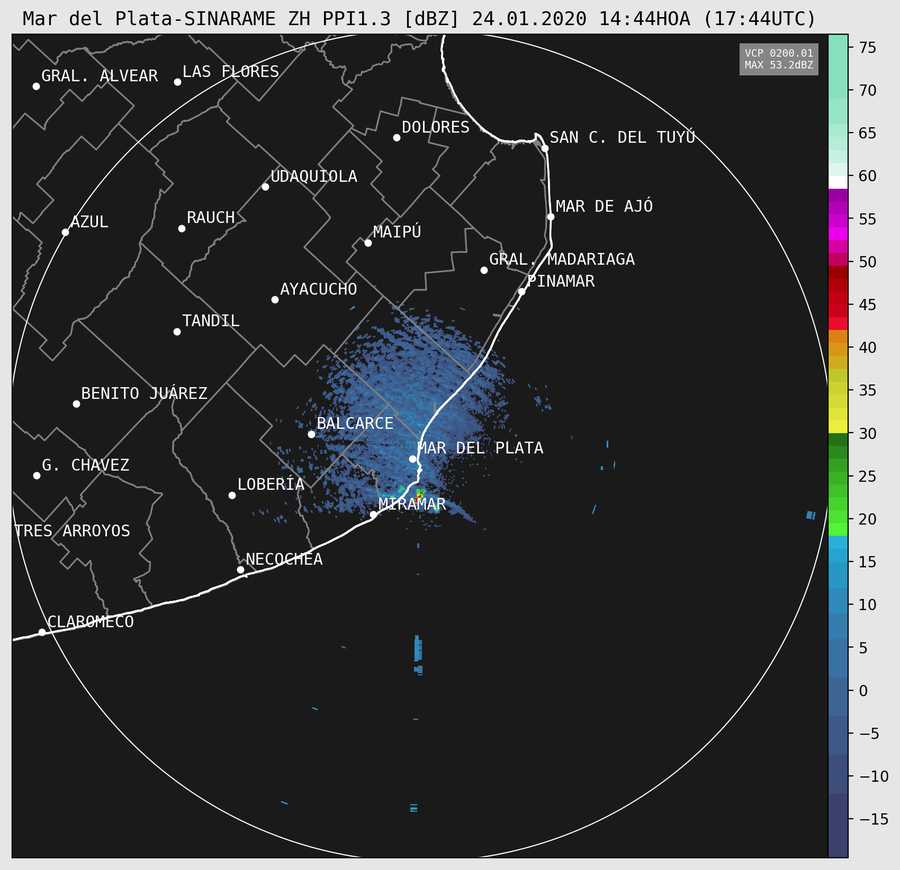 Mar del Plata-SINARAME ZH PPI1.3 [dBZ] 24.01.2020 14:44HOA (17:44UTC)
VCP 0200.01
MAX 53.2dBZ
GRAL. ALVEAR
LAS FLORES
DOLORES
SAN C. DEL TUYÚ
UDAQUIOLA
MAR DE AJÓ
RAUCH
AZUL
MAIPÚ
GRAL. MADARIAGA
PINAMAR
AYACUCHO
TANDIL
BENITO JUÁREZ
BALCARCE
MAR DEL PLATA
G. CHAVEZ
LOBERÍA
MIRAMAR
TRES ARROYOS
NECOCHEA
CLAROMECO
75
70
65
60
55
50
45
40
35
30
25
20
15
10
5
0
−5
−10
−15